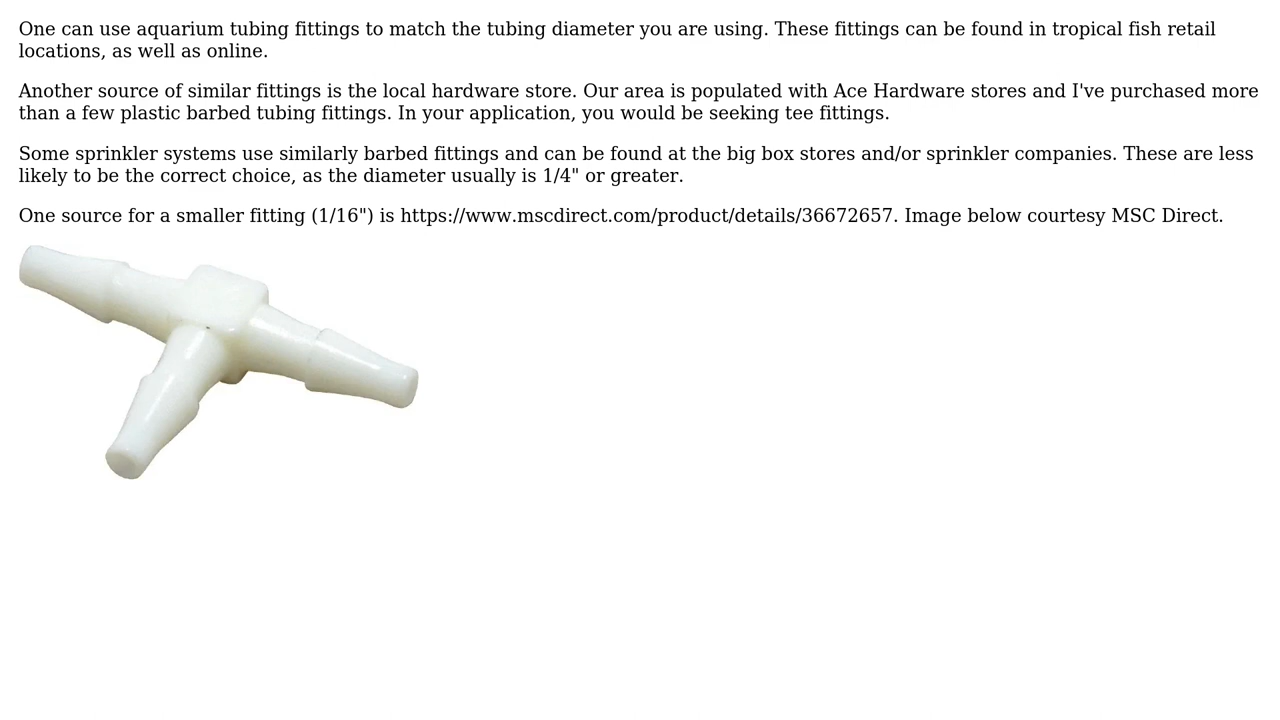 One can use aquarium tubing fittings to match the tubing diameter you are using. These fittings can be found in tropical fish retail
locations, as well as online.
Another source of similar fittings is the local hardware store. Our area is populated with Ace Hardware stores and I've purchased more
than a few plastic barbed tubing fittings. In your application, you would be seeking tee fittings.
Some sprinkler systems use similarly barbed fittings and can be found at the big box stores and/or sprinkler companies. These are less
likely to be the correct choice, as the diameter usually is 1/4" or greater.
One source for a smaller fitting (1/16") is https://www.mscdirect.com/product/details/36672657. Image below courtesy MSC Direct.